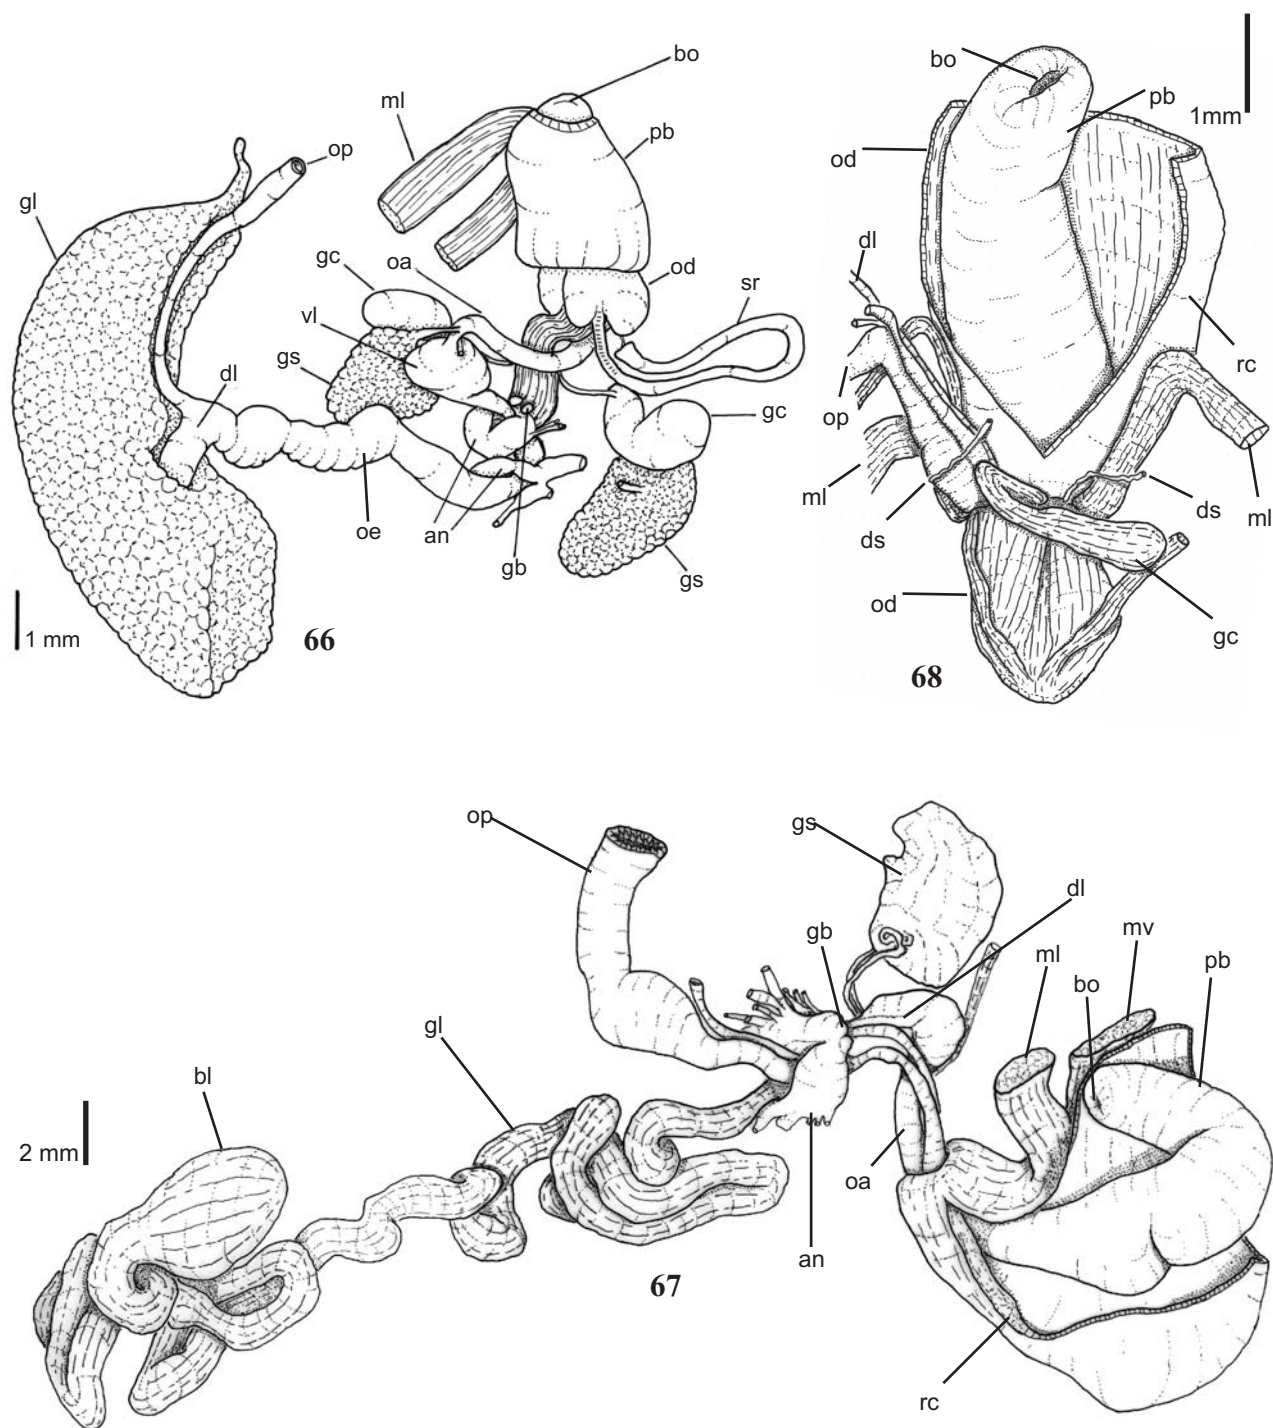 bo
ml
pb
op
gl
gc
oa
od
sr
vl
gs
dl
gc
oe
an
gb
gs
1 mm
66
bo
pb
1mm
od
dl
rc
op
ml
ds
ds
ml
od
gc
68
op
gs
dl
gb
mv
ml
pb
bo
gl
bl
2 mm
oa
an
67
rc